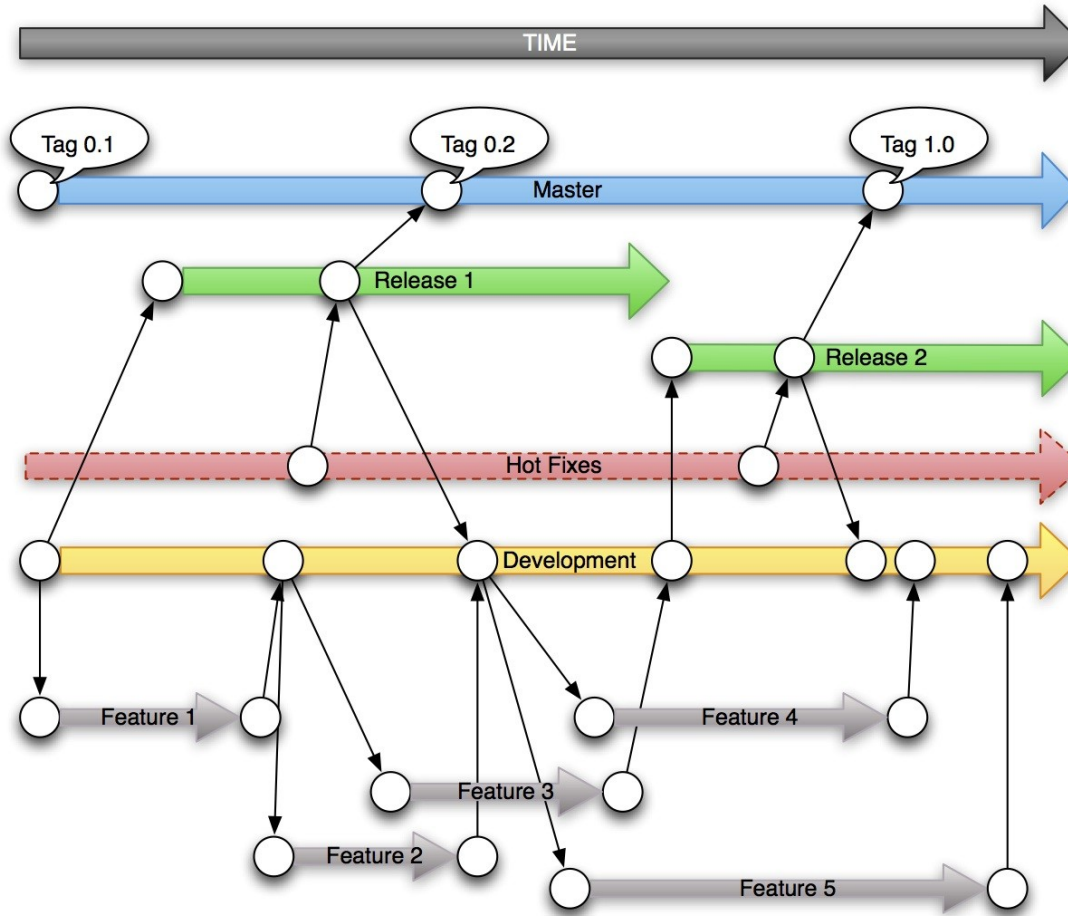 TIME
Tag 0.1
Tag 0.2
Tag 1.0
Master
Release 1
Release 2
Hot Fixes
Development
Feature 1
Feature 4
Feature 3
Feature 2
Feature 5